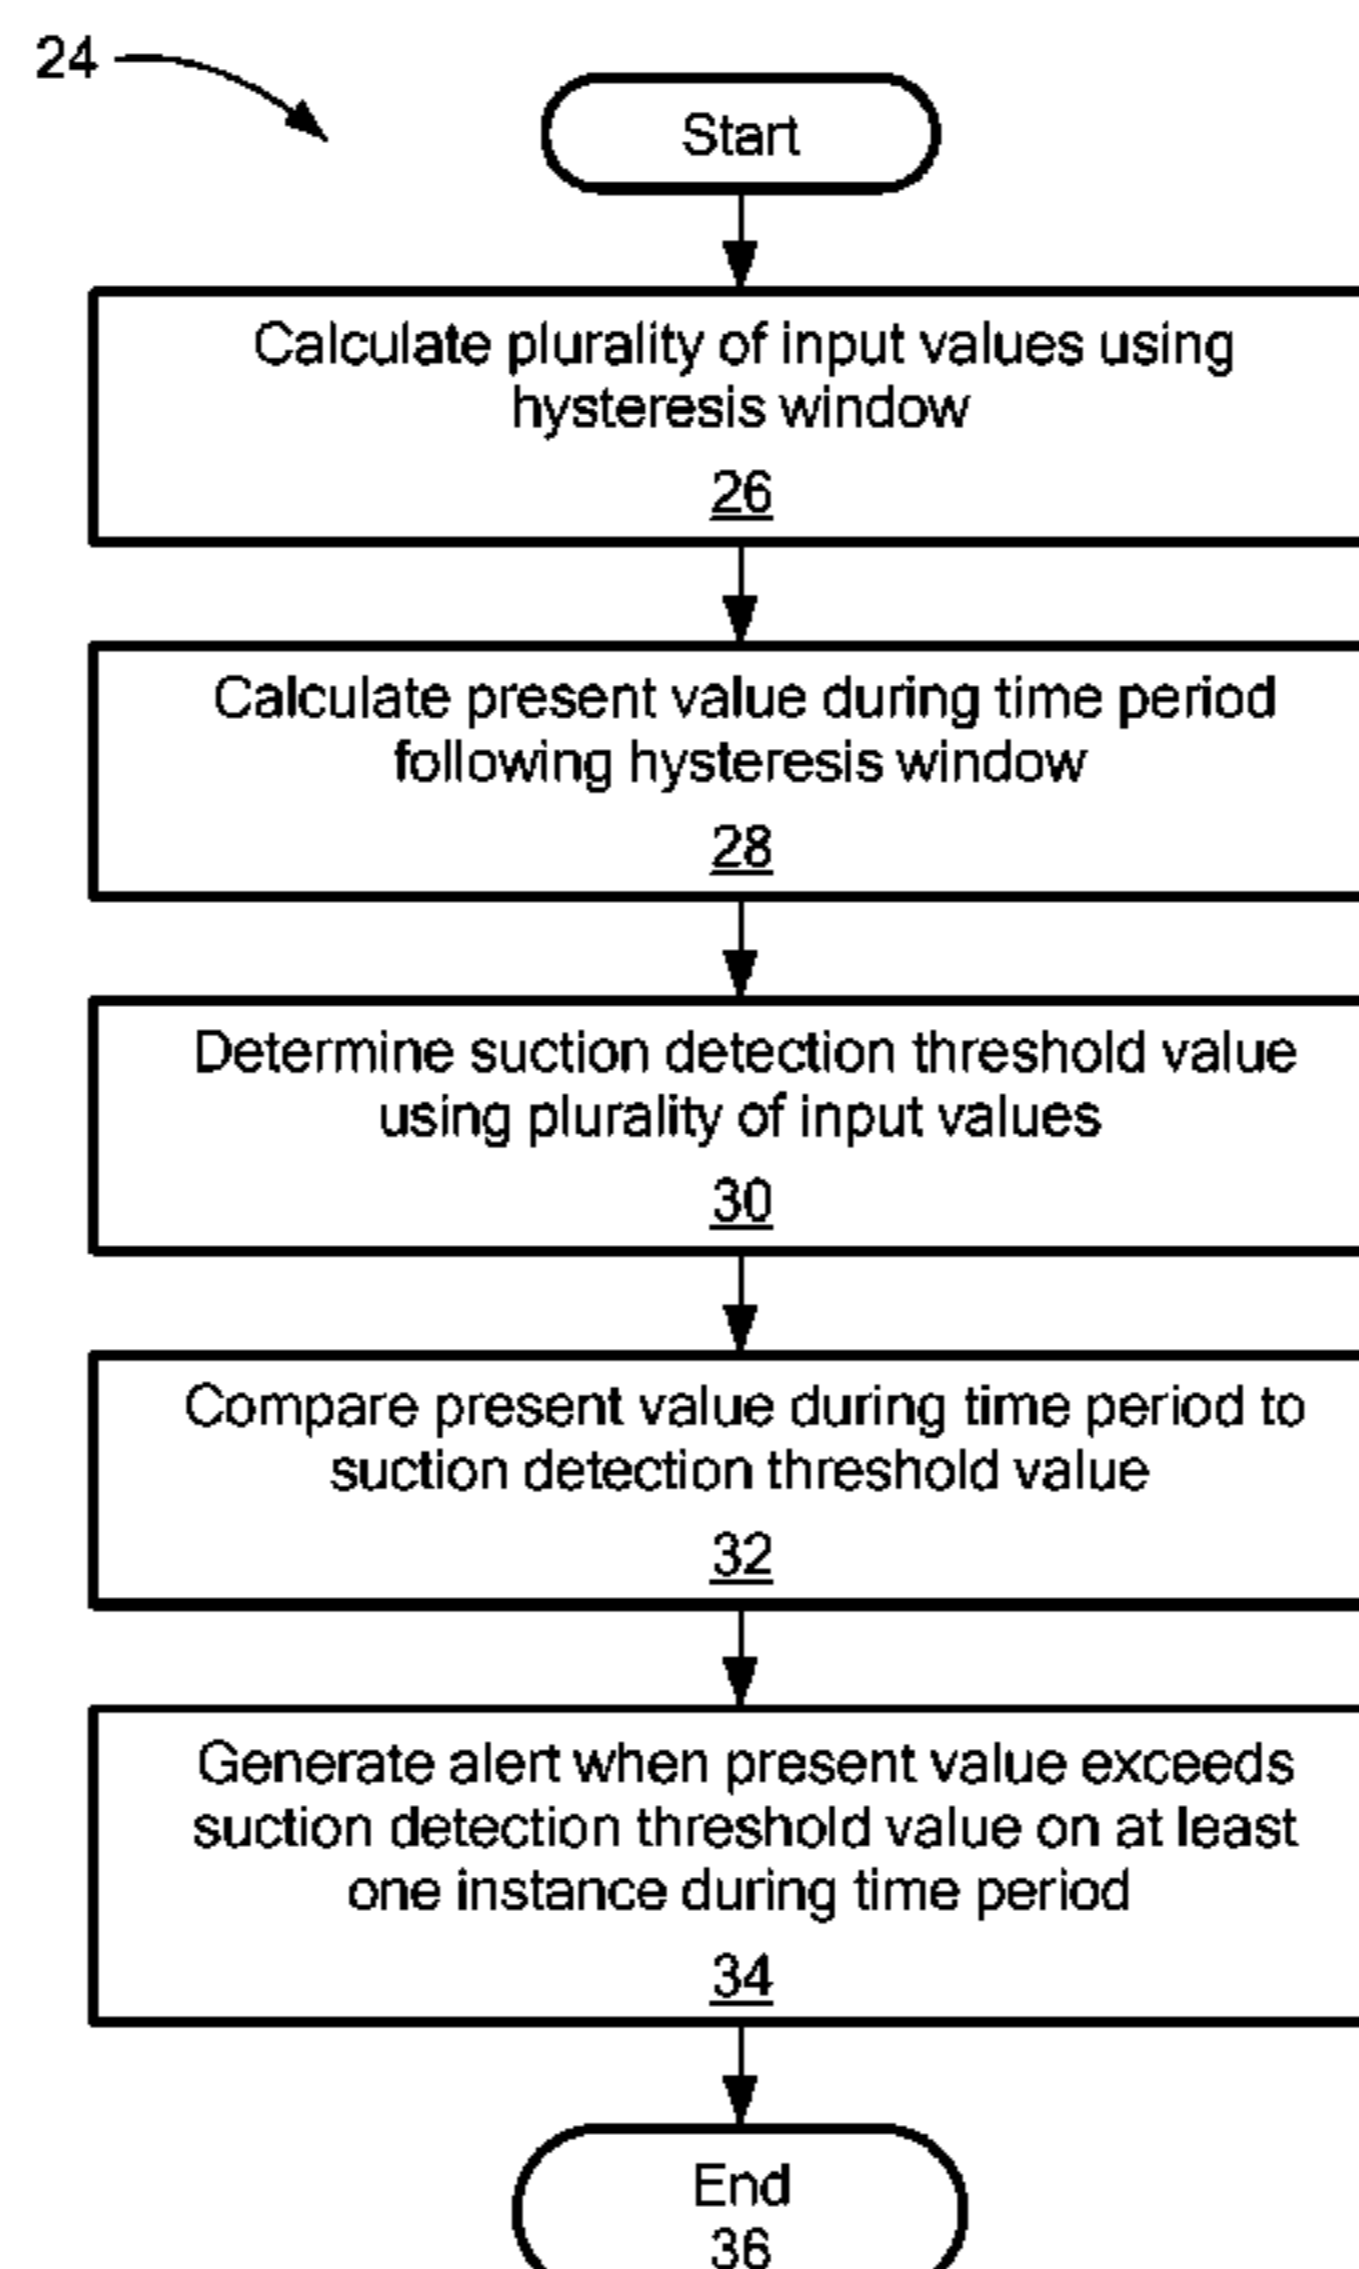 24
Start
Calculate plurality of input values using
hysteresis window
26
Calculate present value during time period
following hysteresis window
28
Determine suction detection threshold value
using plurality of input values
30
Compare present value during time period to
suction detection threshold value
32
Generate alert when present value exceeds
suction detection threshold value on at least
one instance during time period
34
End
36